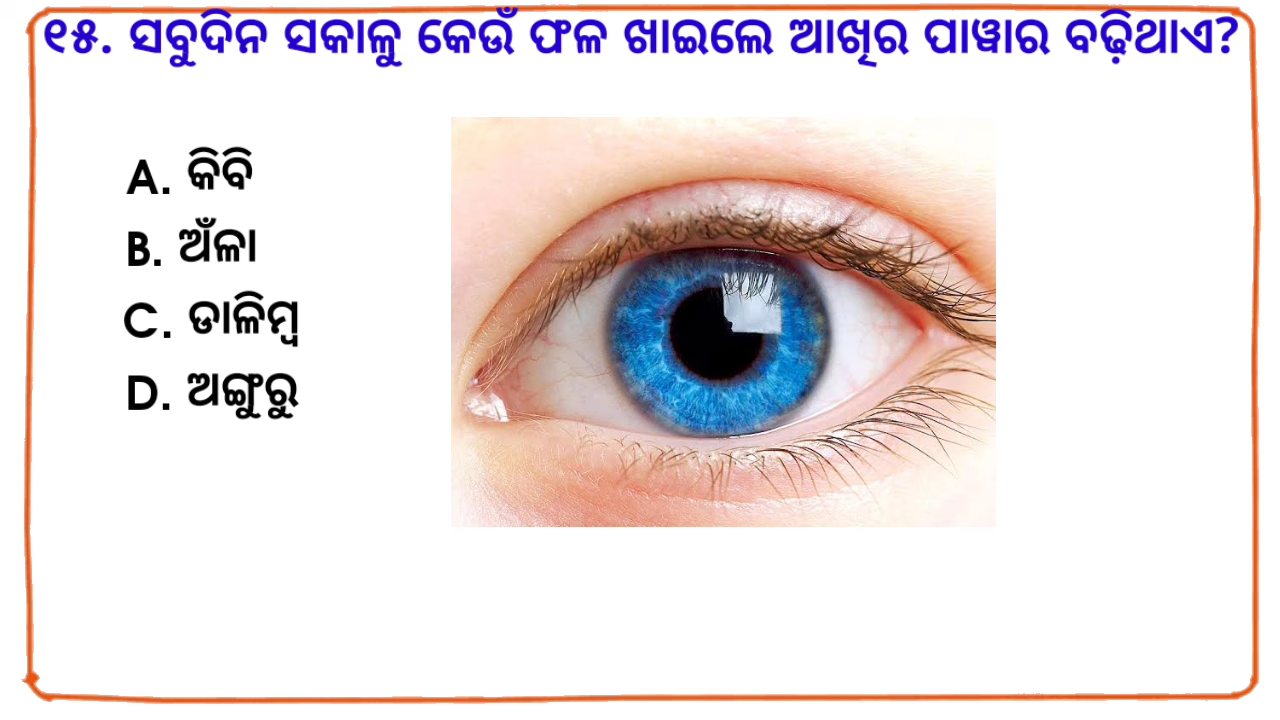 ୧୫. ସବୁଦିନ ସକାଳୁ କେଉଁ ଫଳ ଖାଇଲେ ଆଖିର ପାୱାର ବଢ଼ିଥାଏ?
A. କିବି
B. ଅଁଳା
C. ଡାଳିମ୍ବ
D. ଅଙ୍ଗୁରୁ